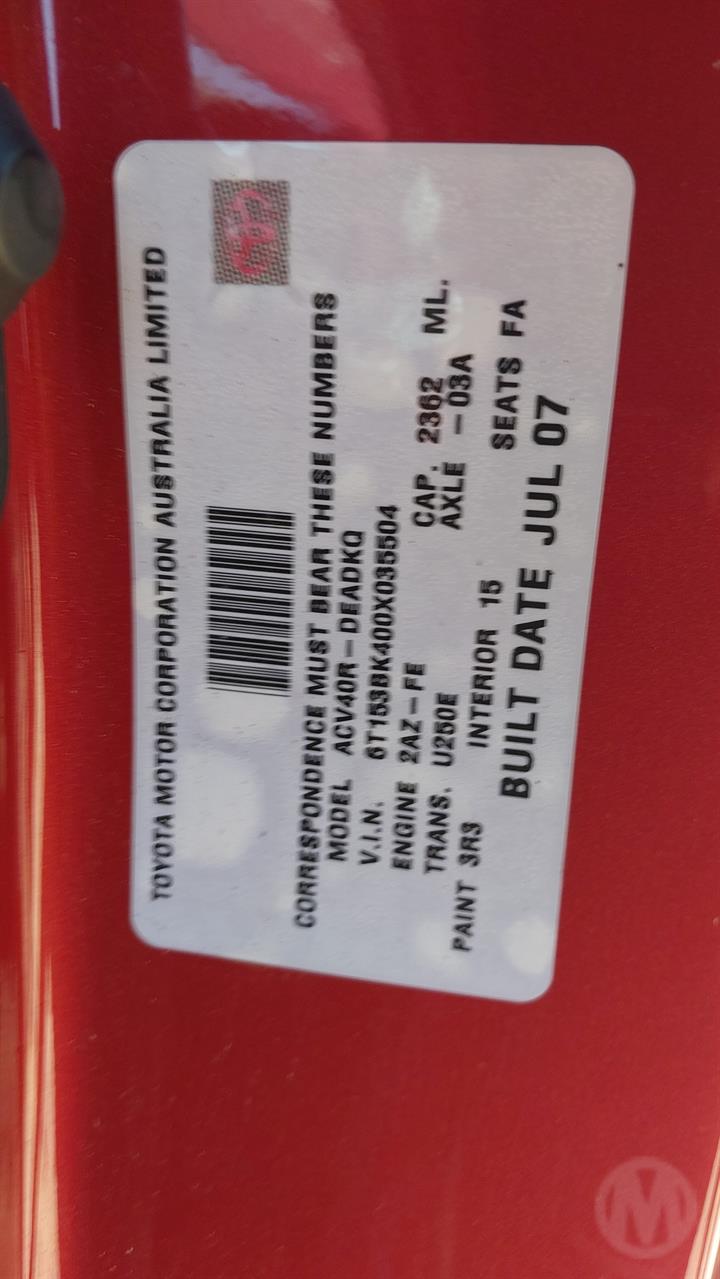 TOYOTA MOTOR CORPORATION AUSTRALIA LIMITED
CORRESPONDENCE MUST BEAR THESE NUMBERS
MODEL ACV40R-DEADKQ
V.I.N. 6T153BK400X035504
ENGINE 2AZ-FE CAP. 2362 ML.
TRANS. U250E AXLE -03A
PAINT 3R3 INTERIOR 15 SEATS FA
BUILT DATE JUL 07
M